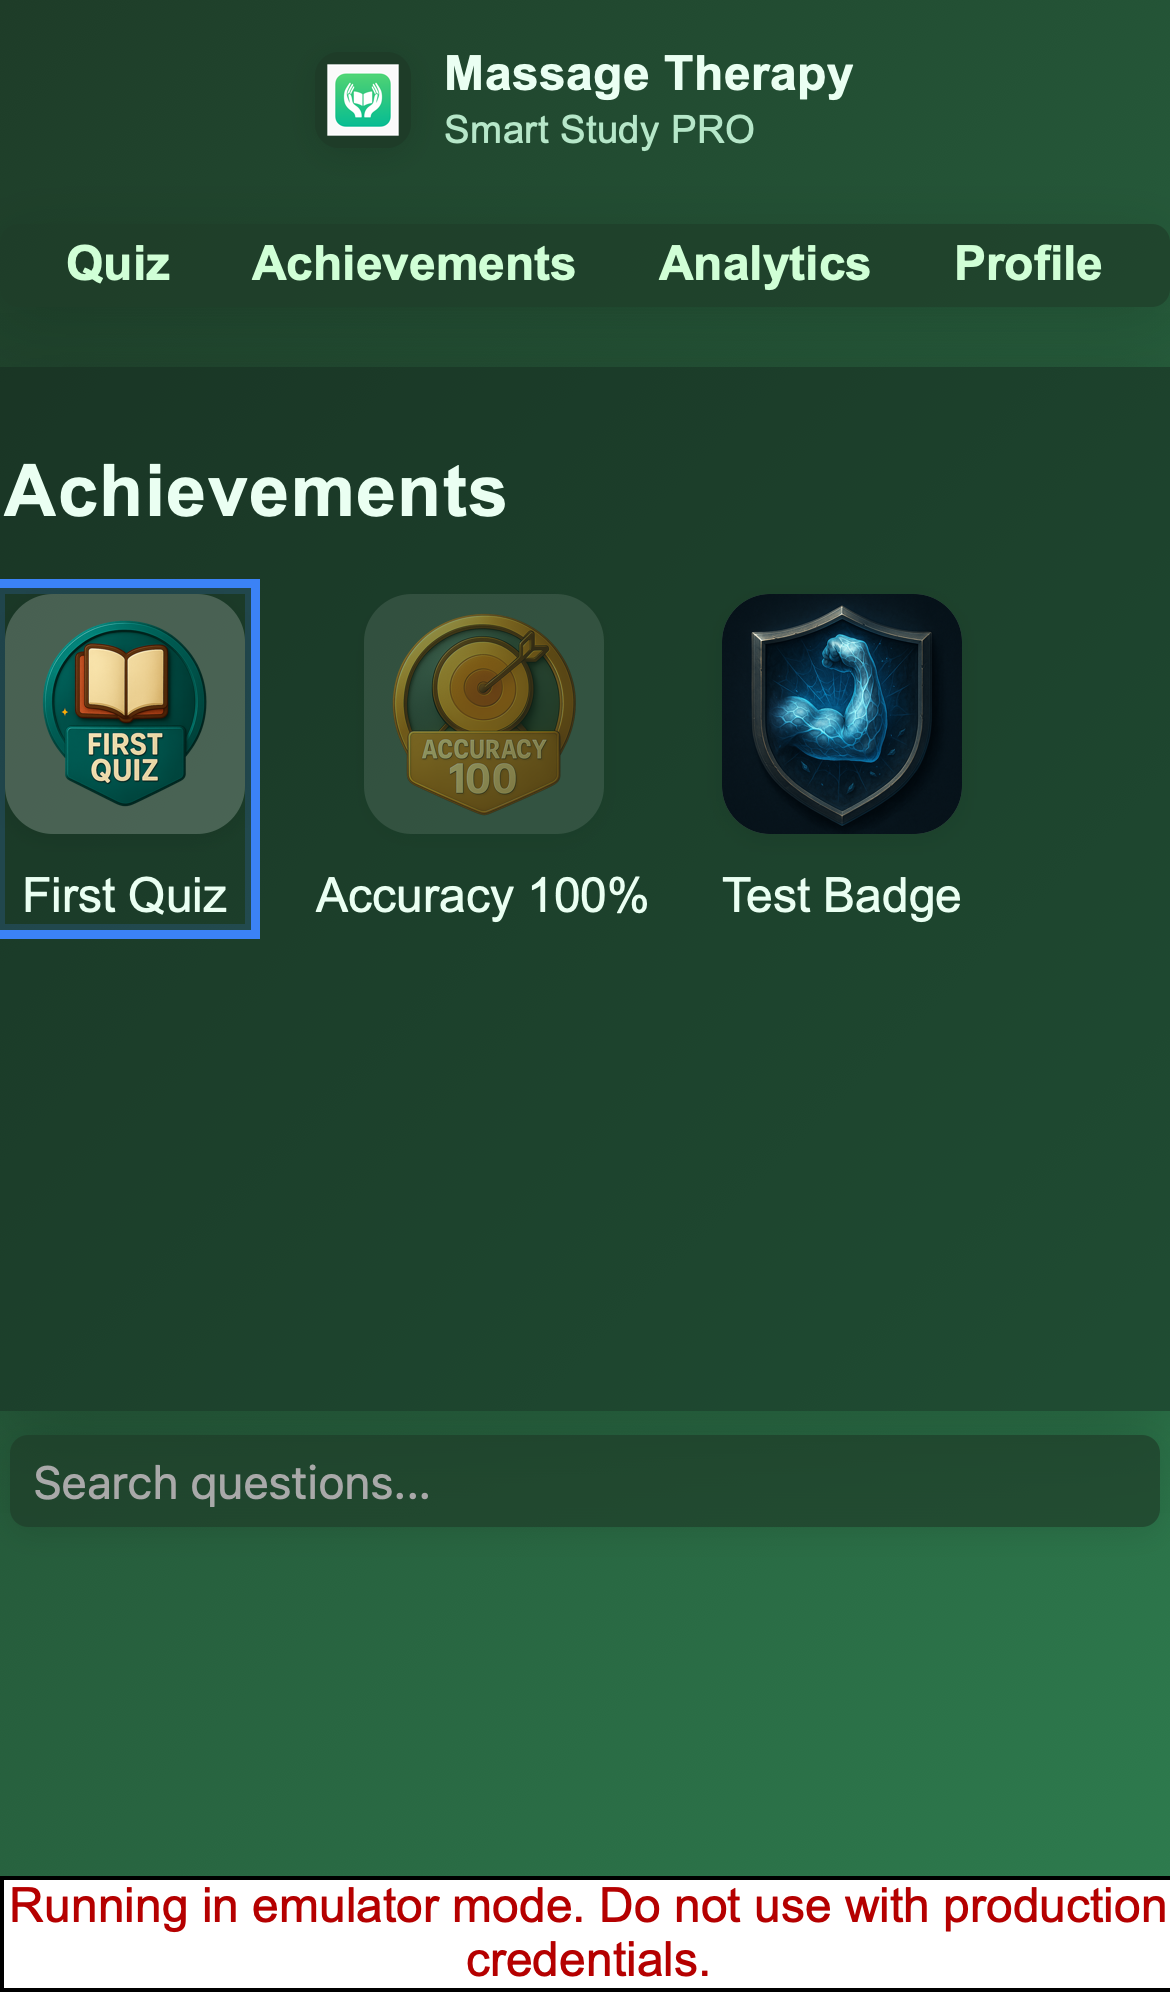 Massage Therapy
Smart Study PRO
Quiz Achievements Analytics Profile
Achievements
FIRST
QUIZ
ACCURACY
100
First Quiz Accuracy 100% Test Badge
Search questions...
Running in emulator mode. Do not use with production
credentials.